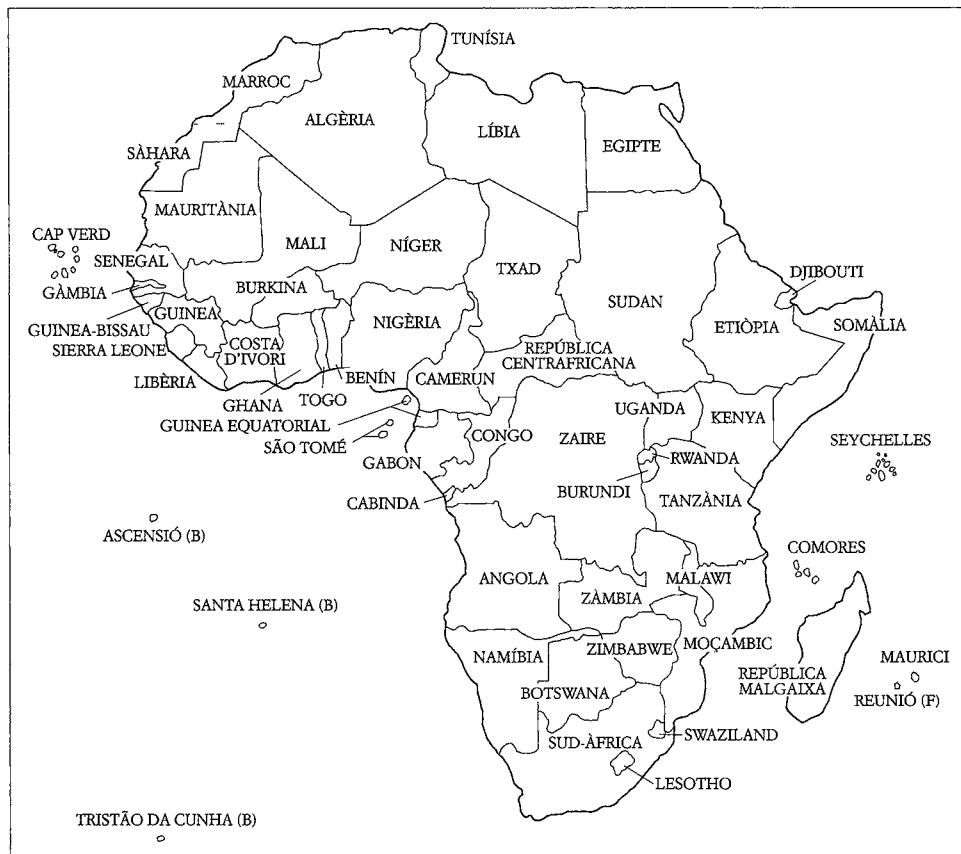 TUNÍSIA
MARROC
ALGÈRIA
LÍBIA
EGIPTE
SÀHARA
MAURITÀNIA
CAP VERD
MALI
NÍGER
SENEGAL
TXAD
DJIBOUTI
GÀMBIA
BURKINA
SUDAN
GUINEA
NIGÈRIA
ETIÒPIA
SOMÀLIA
GUINEA-BISSAU
SIERRA LEONE
COSTA
D'IVORI
REPÚBLICA
CENTRAFRICANA
LIBÈRIA
BENÍN
CAMERUN
GHANA
TOGO
UGANDA
KENYA
GUINEA EQUATORIAL
CONGO
ZAIRE
SÃO TOMÉ
SEYCHELLES
GABON
RWANDA
BURUNDI
CABINDA
TANZÀNIA
ASCENSIÓ (B)
COMORES
ANGOLA
MALAWI
ZÀMBIA
SANTA HELENA (B)
MOÇAMBIC
NAMÍBIA
ZIMBABWE
MAURICI
REPÚBLICA
MALGAIXA
BOTSWANA
REUNIÓ (F)
SWAZILAND
SUD-ÀFRICA
LESOTHO
TRISTÃO DA CUNHA (B)